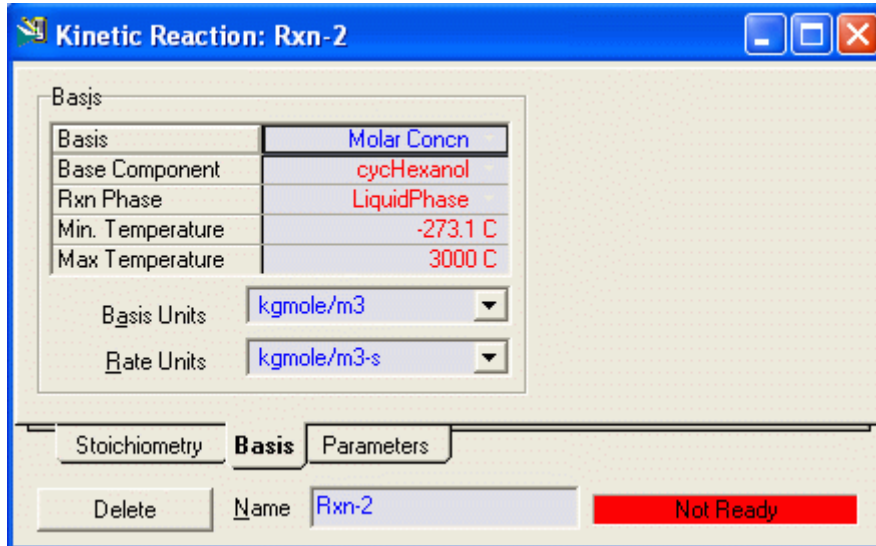 Kinetic Reaction: Rxn-2
Basis
Basis Molar Concn
Base Component cycHexanol
Rxn Phase LiquidPhase
Min. Temperature -273.1 C
Max Temperature 3000 C
Basis Units kgmole/m3
Rate Units kgmole/m3-s
Stoichiometry Basis Parameters
Delete Name Rxn-2 Not Ready